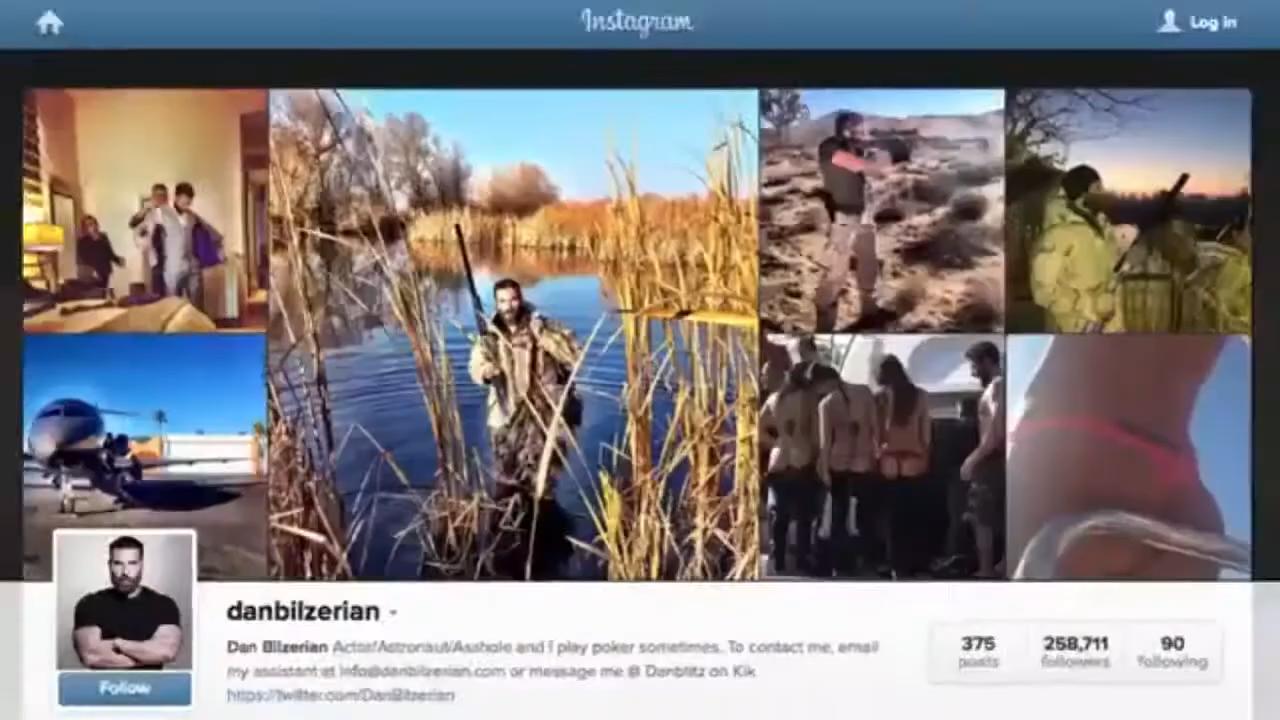 Instagram
Log in
danbilzerian
Dan Bilzerian Actor/Astronaut/Asshole and I play poker sometimes. To contact me, email
my assistant at info@danbilzerian.com or message me @ Danblitz on Kik
https://twitter.com/DanBilzerian
375
posts
258,711
followers
90
following
Follow